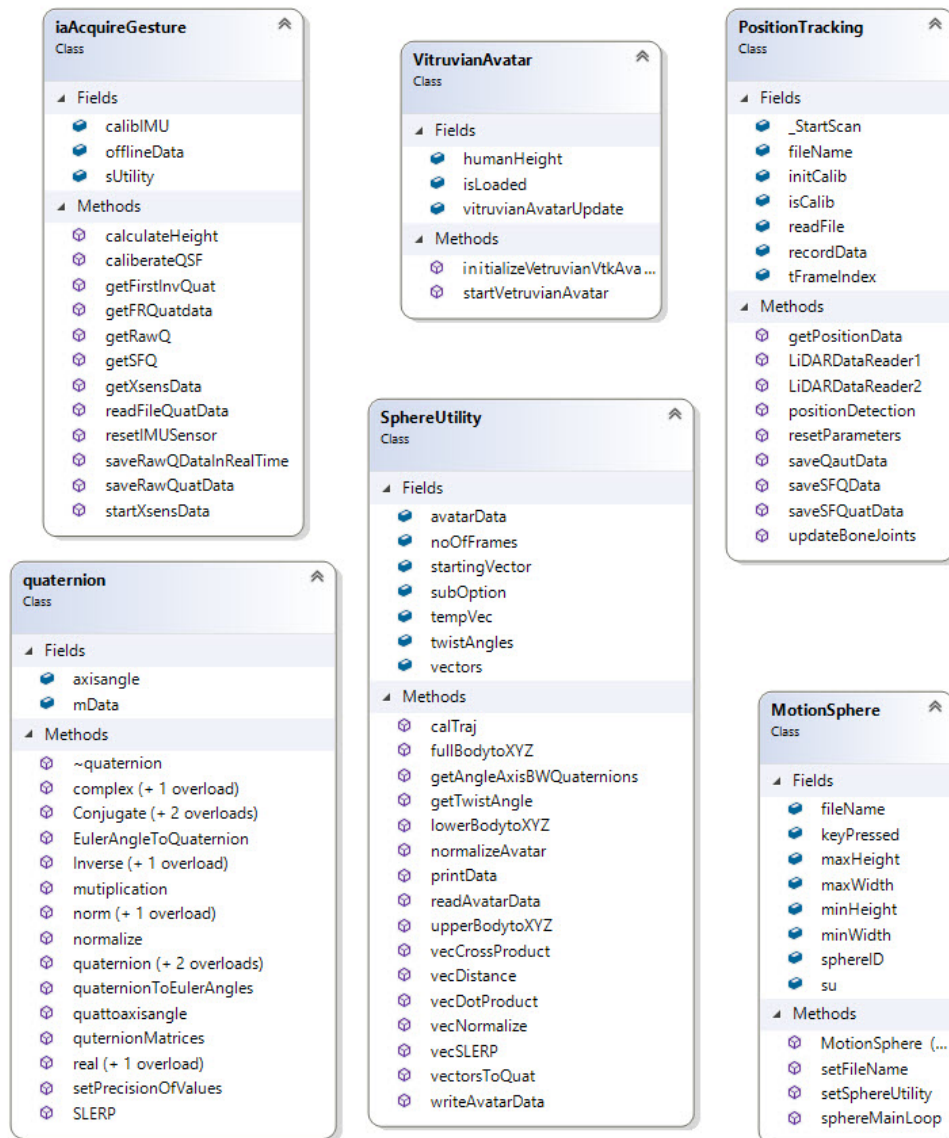 iaAcquireGesture
Class
Fields
calibIMU
offlineData
sUtility
Methods
calculateHeight
caliberateQSF
getFirstInvQuat
getFRQuatdata
getRawQ
getSFQ
getXsensData
readFileQuatData
resetIMUSensor
saveRawQDataInRealTime
saveRawQuatData
startXsensData
VitruvianAvatar
Class
Fields
humanHeight
isLoaded
vitruvianAvatarUpdate
Methods
initializeVetruvianVtkAva...
startVetruvianAvatar
PositionTracking
Class
Fields
_StartScan
fileName
initCalib
isCalib
readFile
recordData
tFrameIndex
Methods
getPositionData
LiDARDataReader1
LiDARDataReader2
positionDetection
resetParameters
saveQautData
saveSFQData
saveSFQuatData
updateBoneJoints
quaternion
Class
Fields
axisangle
mData
Methods
~quaternion
complex (+ 1 overload)
Conjugate (+ 2 overloads)
EulerAngleToQuaternion
Inverse (+ 1 overload)
mutiplication
norm (+ 1 overload)
normalize
quaternion (+ 2 overloads)
quaternionToEulerAngles
quattoaxisangle
quternionMatrices
real (+ 1 overload)
setPrecisionOfValues
SLERP
SphereUtility
Class
Fields
avatarData
noOfFrames
startingVector
subOption
tempVec
twistAngles
vectors
Methods
calTraj
fullBodytoXYZ
getAngleAxisBWQuaternions
getTwistAngle
lowerBodytoXYZ
normalizeAvatar
printData
readAvatarData
upperBodytoXYZ
vecCrossProduct
vecDistance
vecDotProduct
vecNormalize
vecSLERP
vectorsToQuat
writeAvatarData
MotionSphere
Class
Fields
fileName
keyPressed
maxHeight
maxWidth
minHeight
minWidth
sphereID
su
Methods
MotionSphere (...
setFileName
setSphereUtility
sphereMainLoop